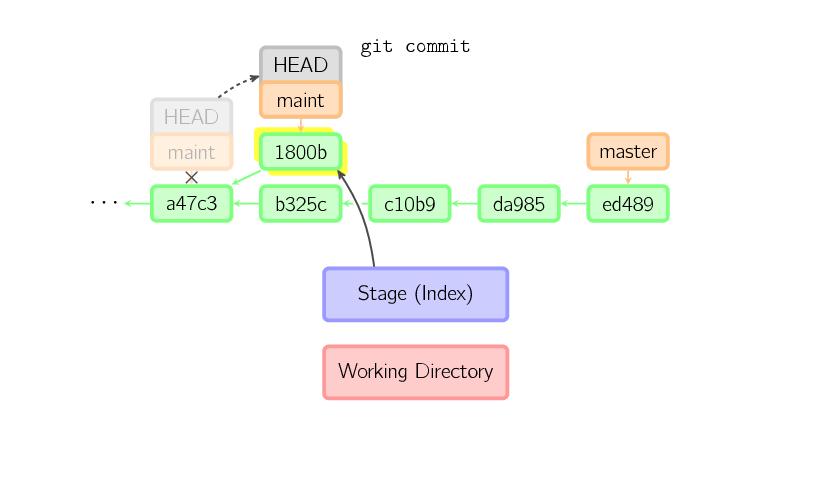 git commit
HEAD
maint
HEAD
maint
1800b
master
··· a47c3 b325c c10b9 da985 ed489
Stage (Index)
Working Directory